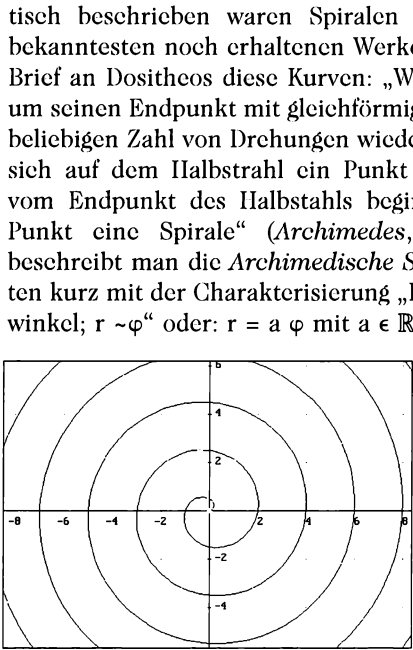 tisch beschrieben waren Spiralen
bekanntesten noch erhaltenen Werke
Brief an Dositheos diese Kurven: „W
um seinen Endpunkt mit gleichförmig
beliebigen Zahl von Drehungen wiede
sich auf dem Halbstrahl ein Punkt
vom Endpunkt des Halbstahls begin
Punkt eine Spirale“ (Archimedes,
beschreibt man die Archimedische S
ten kurz mit der Charakterisierung „
winkel; r ~φ“ oder: r = a φ mit a ϵ ℝ
6
4
2
-8 -6 -4 -2 2 4 6 8
-2
-4